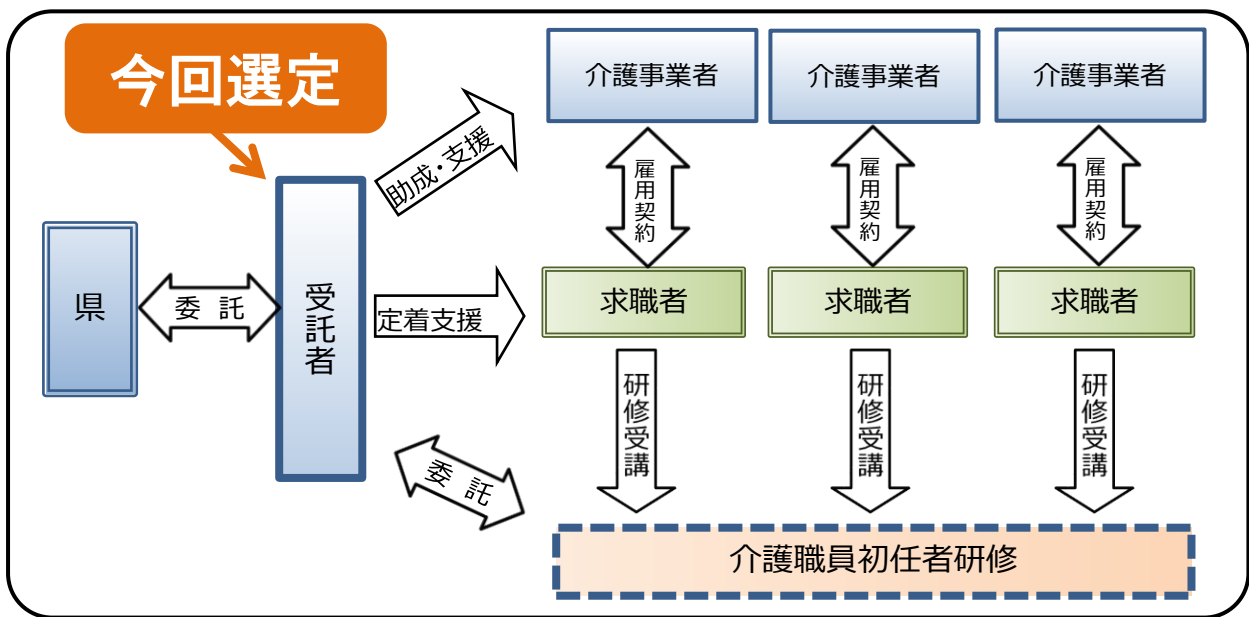 今回選定
介護事業者
介護事業者
介護事業者
助成・支援
雇用契約
雇用契約
雇用契約
県
委託
受託者
定着支援
求職者
求職者
求職者
研修受講
研修受講
研修受講
委託
介護職員初任者研修